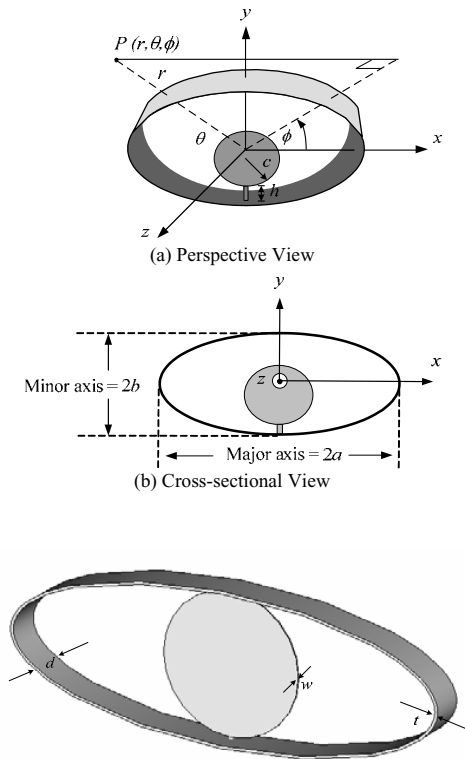 y
P (r,θ,ϕ)
r
θ
ϕ
x
c
h
z
(a) Perspective View
y
x
z
Minor axis = 2b
Major axis = 2a
(b) Cross-sectional View
d
w
t